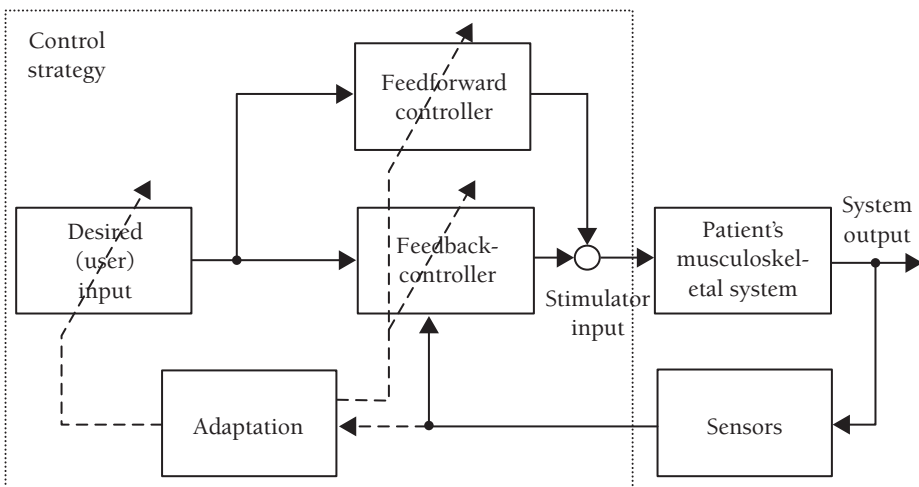 Control
strategy
Feedforward
controller
Desired
(user)
input
Feedback-
controller
Stimulator
input
Patient's
musculoskel-
etal system
System
output
Adaptation
Sensors